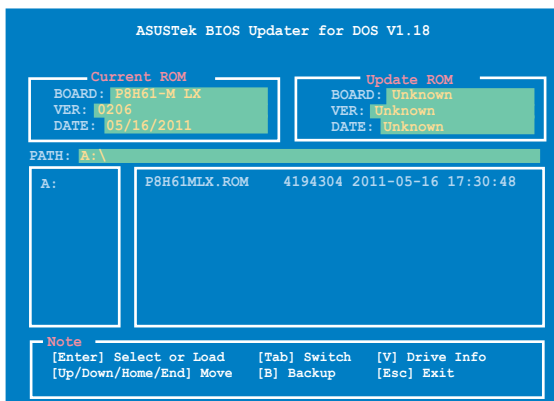 ASUSTek BIOS Updater for DOS V1.18
Current ROM
BOARD: P8H61-M LX
VER: 0206
DATE: 05/16/2011
Update ROM
BOARD: Unknown
VER: Unknown
DATE: Unknown
PATH: A:\
A:
P8H61MLX.ROM 4194304 2011-05-16 17:30:48
Note
[Enter] Select or Load [Tab] Switch [V] Drive Info
[Up/Down/Home/End] Move [B] Backup [Esc] Exit